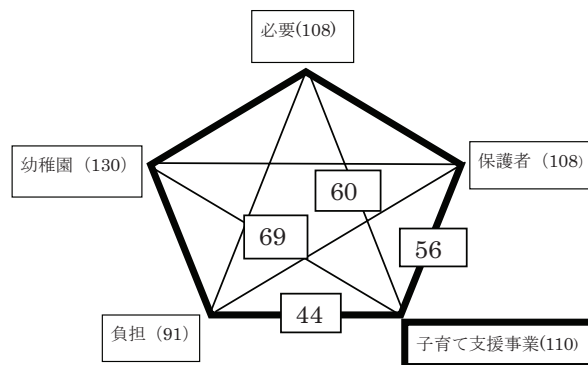 必要(108)
幼稚園（130）
保護者（108）
60
69
56
44
負担（91）
子育て支援事業(110)